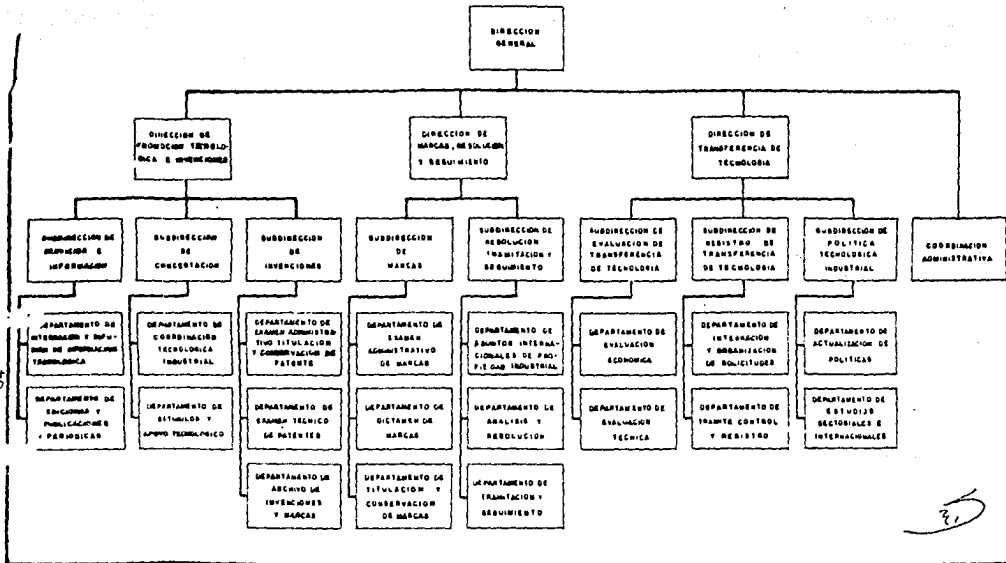 DIRECCION
GENERAL
DIRECCION DE
PROMOCION TECNOLO-
GICA E INVENCIONES
DIRECCION DE
MARCAS, RESOLUCION
Y SEGUIMIENTO
DIRECCION DE
TRANSFERENCIA DE
TECNOLOGIA
SUBDIRECCION DE
SERVICIOS E
INFORMACION
SUBDIRECCION
DE
CONCERTACION
SUBDIRECCION
DE
INVENCIONES
SUBDIRECCION
DE
MARCAS
SUBDIRECCION DE
RESOLUCION
TRAMITACION Y
SEGUIMIENTO
SUBDIRECCION DE
EVALUACION DE
TRANSFERENCIA
DE TECNOLOGIA
SUBDIRECCION DE
REGISTRO DE
TRANSFERENCIA
DE TECNOLOGIA
SUBDIRECCION DE
POLITICA
TECNOLOGICA
INDUSTRIAL
COORDINACION
ADMINISTRATIVA
DEPARTAMENTO DE
INTEGRACION Y DIFU-
SION DE INFORMACION
TECNOLOGICA
DEPARTAMENTO DE
COORDINACION
TECNOLOGICA
INDUSTRIAL
DEPARTAMENTO DE
EXAMEN ADMINISTRA-
TIVO TITULACION
Y CONSERVACION DE
PATENTE
DEPARTAMENTO DE
EXAMEN
ADMINISTRATIVO
DE MARCAS
DEPARTAMENTO DE
ASUNTOS INTERNA-
CIONALES DE PRO-
INDUSTRIAL
DEPARTAMENTO DE
EVALUACION
ECONOMICA
DEPARTAMENTO DE
INTEGRACION
Y ORGANIZACION
DE SOLICITUDES
DEPARTAMENTO DE
ACTUALIZACION DE
POLITICAS
DEPARTAMENTO DE
EDICIONES Y
PUBLICACIONES
PERIODICAS
DEPARTAMENTO DE
ESTIMULOS Y
APOYO TECNOLOGICO
DEPARTAMENTO DE
EXAMEN TECNICO
DE PATENTES
DEPARTAMENTO DE
DICTAMEN DE
MARCAS
DEPARTAMENTO DE
ANALISIS Y
RESOLUCION
DEPARTAMENTO DE
EVALUACION
TECNICA
DEPARTAMENTO DE
TRAMITE CONTROL
Y REGISTRO
DEPARTAMENTO DE
ESTUDIOS
SECTORIALES E
INTERNACIONALES
DEPARTAMENTO DE
ARCHIVO DE
INVENCIONES
Y MARCAS
DEPARTAMENTO DE
TITULACION Y
CONSERVACION
DE MARCAS
DEPARTAMENTO DE
TRAMITACION Y
SEGUIMIENTO